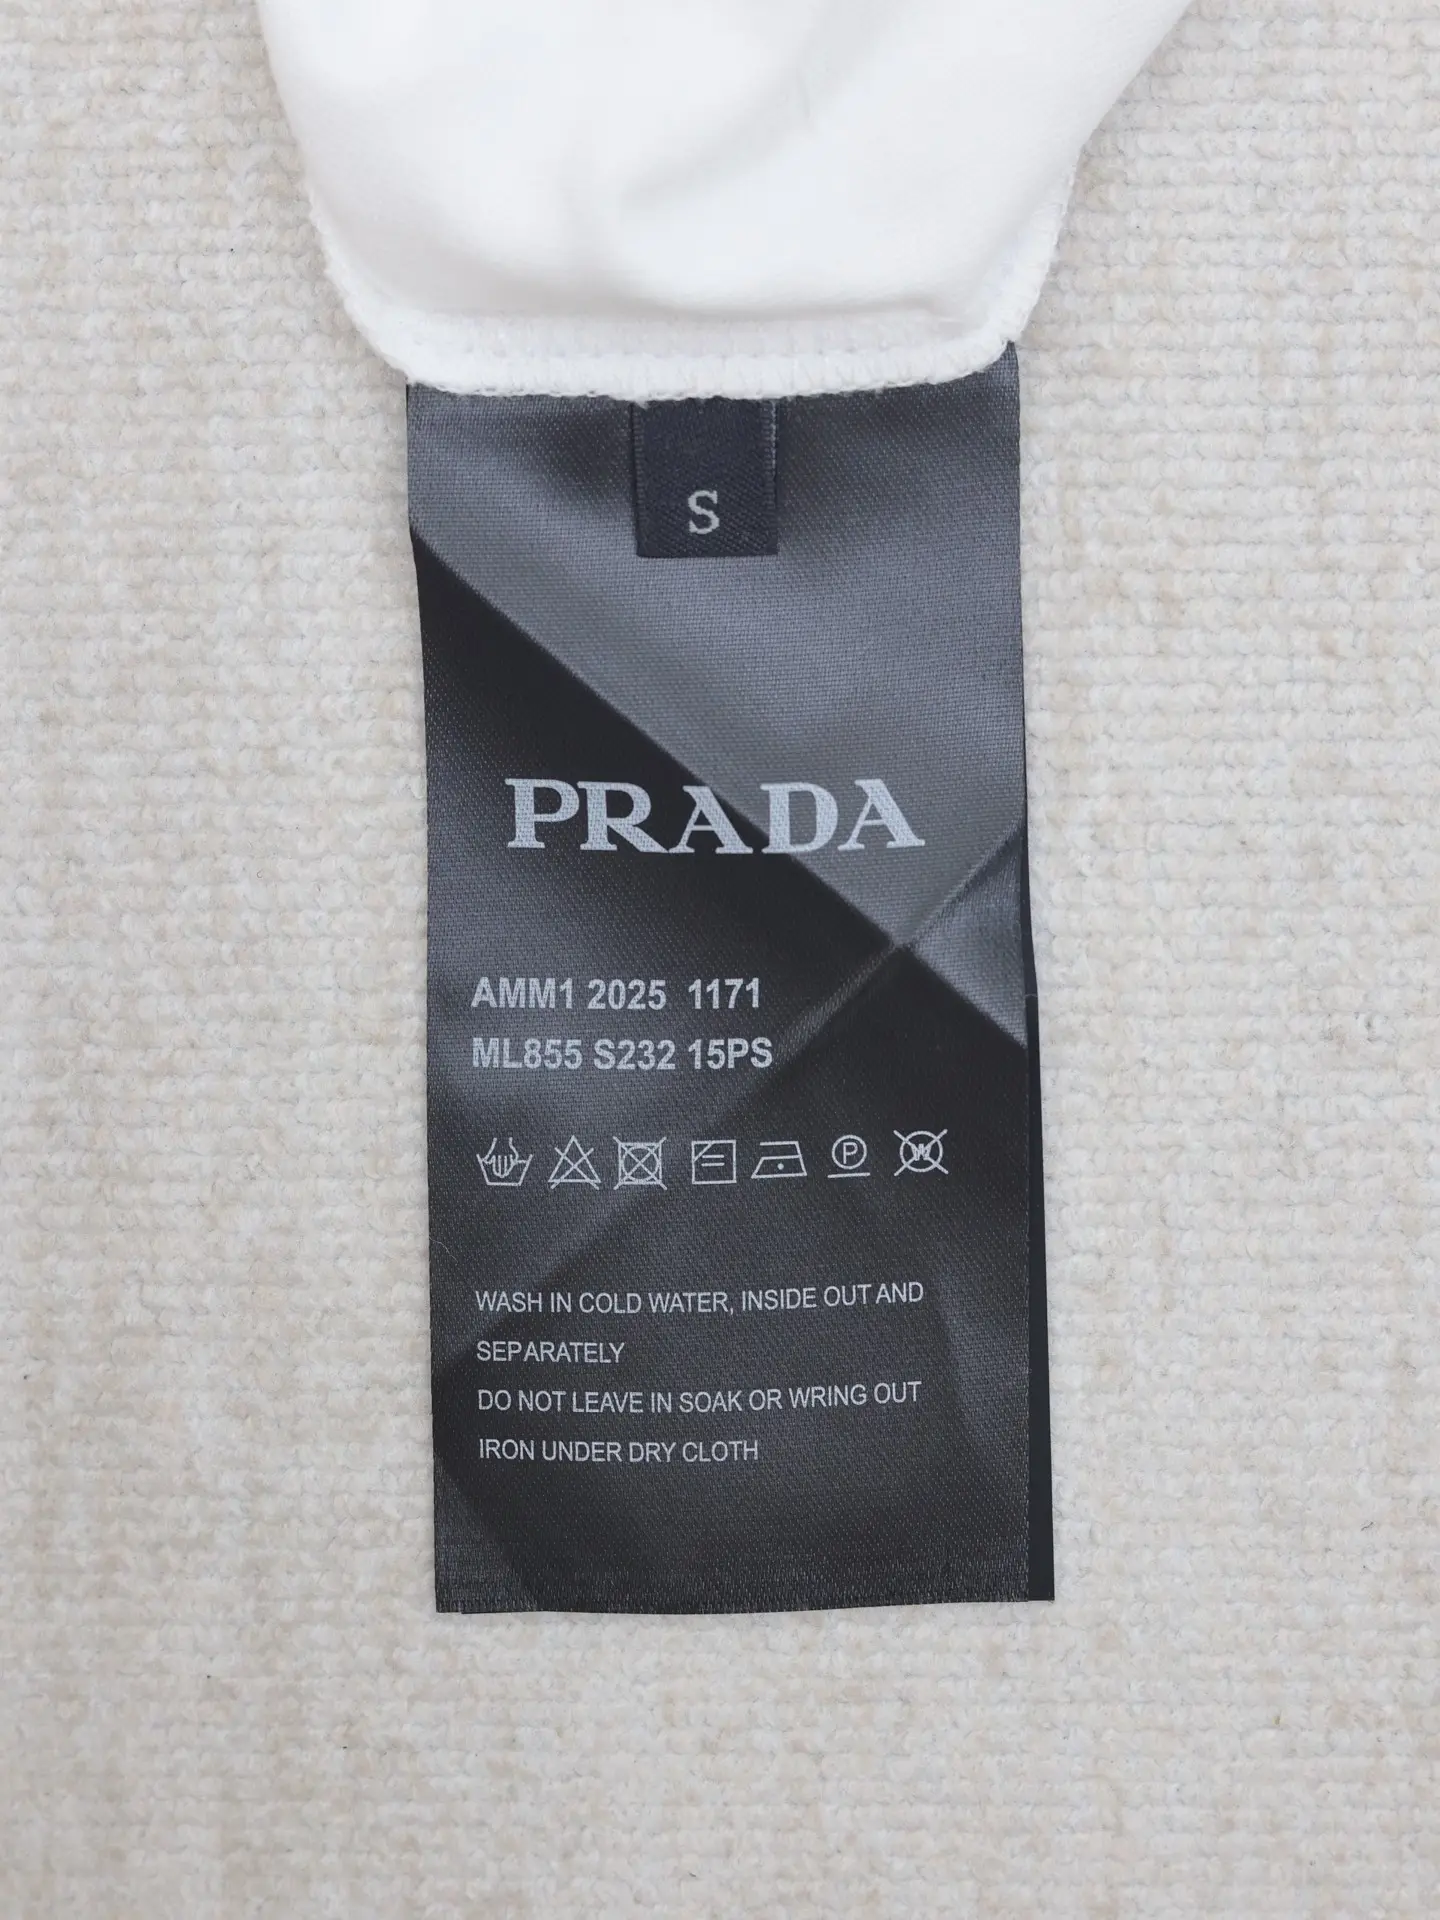 S
PRADA
AMM1 2025 1171
ML855 S232 15PS
P
W
WASH IN COLD WATER, INSIDE OUT AND
SEPARATELY
DO NOT LEAVE IN SOAK OR WRING OUT
IRON UNDER DRY CLOTH